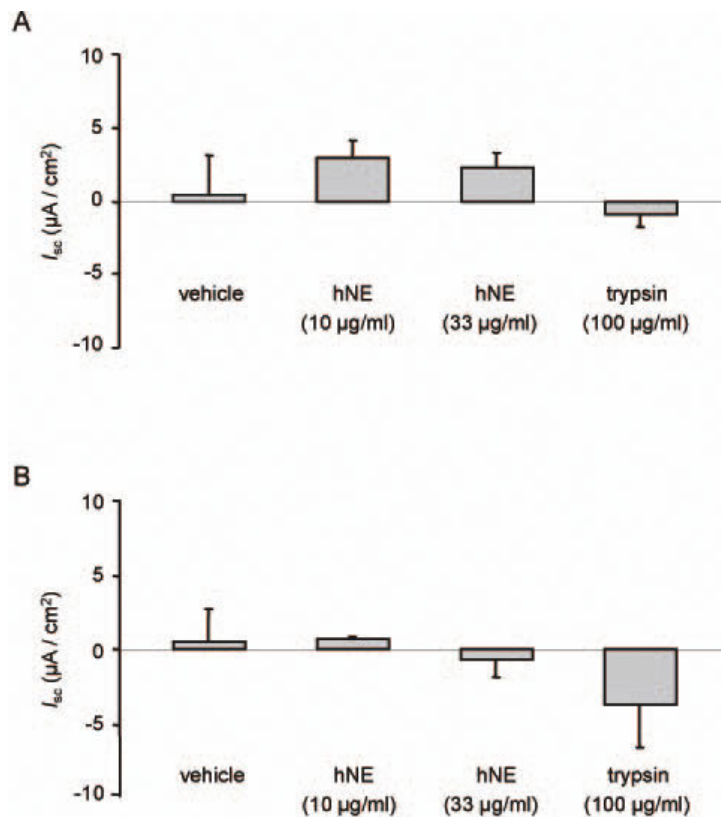 A
10
5
0
-5
-10
Isc (µA / cm²)
vehicle
hNE
(10 µg/ml)
hNE
(33 µg/ml)
trypsin
(100 µg/ml)
B
10
5
0
-5
-10
Isc (µA / cm²)
vehicle
hNE
(10 µg/ml)
hNE
(33 µg/ml)
trypsin
(100 µg/ml)